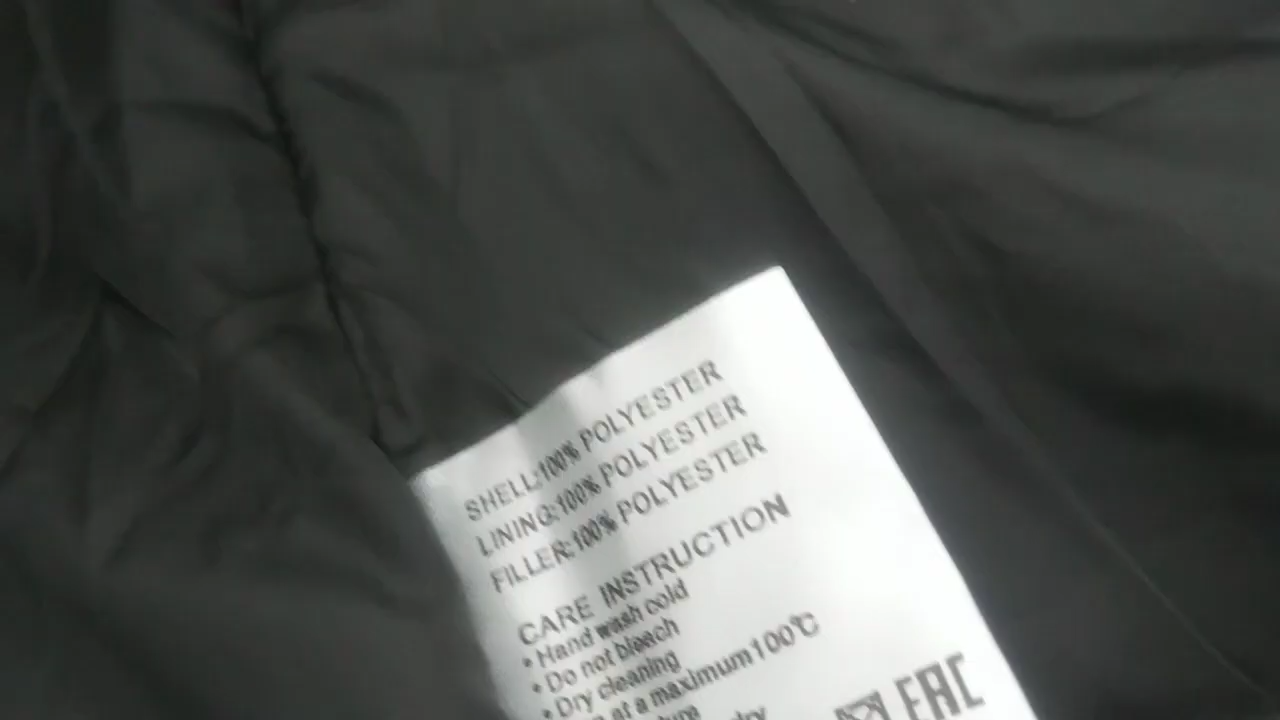 SHELL:100% POLYESTER
LINING:100% POLYESTER
FILLER:100% POLYESTER
CARE INSTRUCTION
• Hand wash cold
• Do not bleach
• Dry cleaning
at a maximum 100℃
EAC
dry